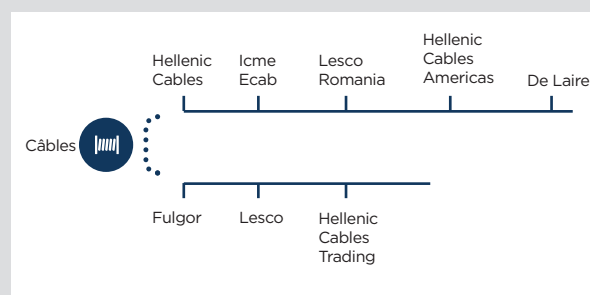 Hellenic
Cables
Icme
Ecab
Lesco
Romania
Hellenic
Cables
Americas
De Laire
Câbles
Fulgor
Lesco
Hellenic
Cables
Trading